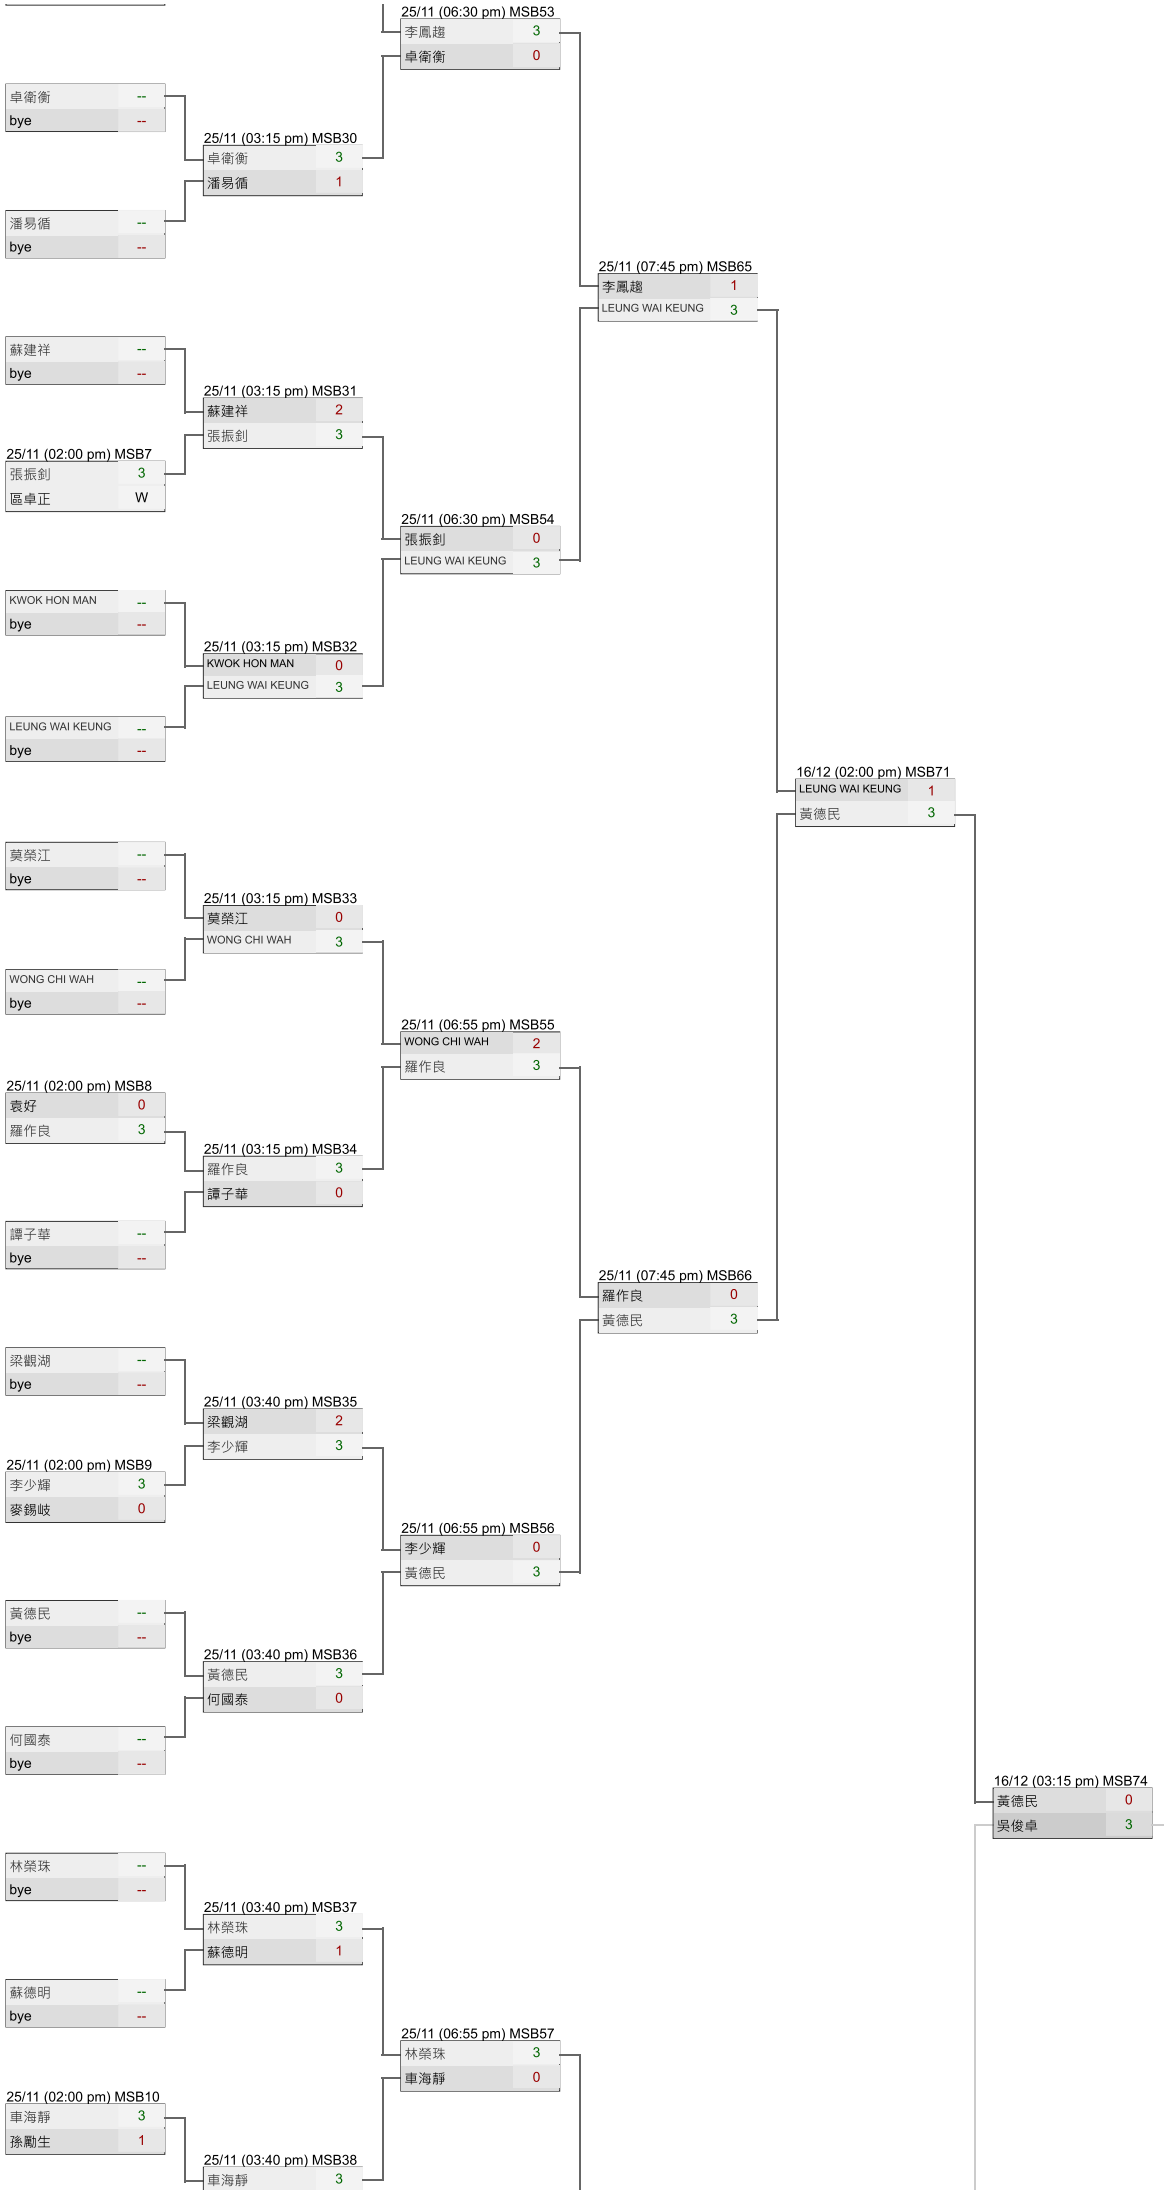 25/11 (06:30 pm) MSB53
李鳳趨 3
卓衛衡 0
卓衛衡 --
bye --
25/11 (03:15 pm) MSB30
卓衛衡 3
潘易循 1
潘易循 --
bye --
25/11 (07:45 pm) MSB65
李鳳趨 1
LEUNG WAI KEUNG 3
蘇建祥 --
bye --
25/11 (03:15 pm) MSB31
蘇建祥 2
張振釗 3
25/11 (02:00 pm) MSB7
張振釗 3
區卓正 W
25/11 (06:30 pm) MSB54
張振釗 0
LEUNG WAI KEUNG 3
KWOK HON MAN --
bye --
25/11 (03:15 pm) MSB32
KWOK HON MAN 0
LEUNG WAI KEUNG 3
LEUNG WAI KEUNG --
bye --
16/12 (02:00 pm) MSB71
LEUNG WAI KEUNG 1
黃德民 3
莫榮江 --
bye --
25/11 (03:15 pm) MSB33
莫榮江 0
WONG CHI WAH 3
WONG CHI WAH --
bye --
25/11 (06:55 pm) MSB55
WONG CHI WAH 2
羅作良 3
25/11 (02:00 pm) MSB8
袁好 0
羅作良 3
25/11 (03:15 pm) MSB34
羅作良 3
譚子華 0
譚子華 --
bye --
25/11 (07:45 pm) MSB66
羅作良 0
黃德民 3
梁觀湖 --
bye --
25/11 (03:40 pm) MSB35
梁觀湖 2
李少輝 3
25/11 (02:00 pm) MSB9
李少輝 3
麥錫岐 0
25/11 (06:55 pm) MSB56
李少輝 0
黃德民 3
黃德民 --
bye --
25/11 (03:40 pm) MSB36
黃德民 3
何國泰 0
何國泰 --
bye --
16/12 (03:15 pm) MSB74
黃德民 0
吳俊卓 3
林榮珠 --
bye --
25/11 (03:40 pm) MSB37
林榮珠 3
蘇德明 1
蘇德明 --
bye --
25/11 (06:55 pm) MSB57
林榮珠 3
車海靜 0
25/11 (02:00 pm) MSB10
車海靜 3
孫勵生 1
25/11 (03:40 pm) MSB38
車海靜 3